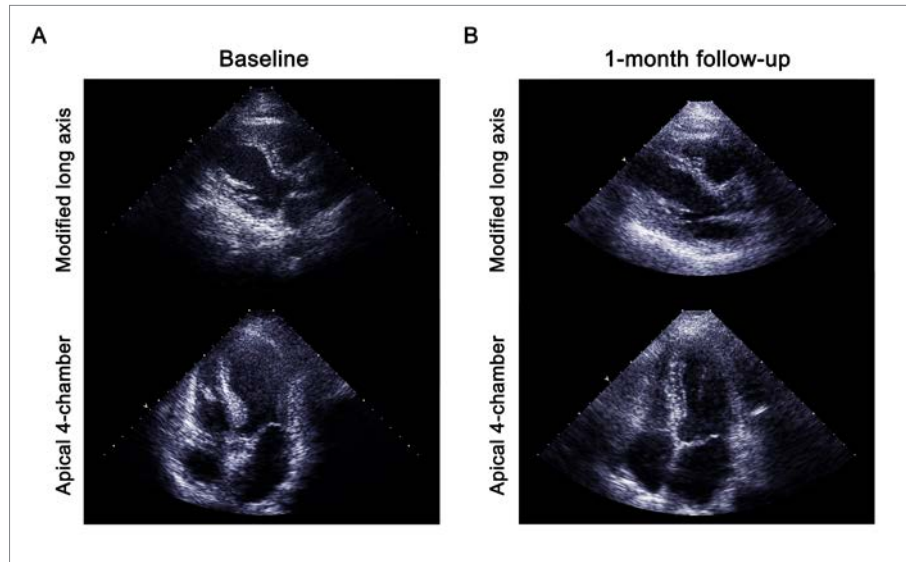 A
Baseline
Modified long axis
Apical 4-chamber
B
1-month follow-up
Modified long axis
Apical 4-chamber